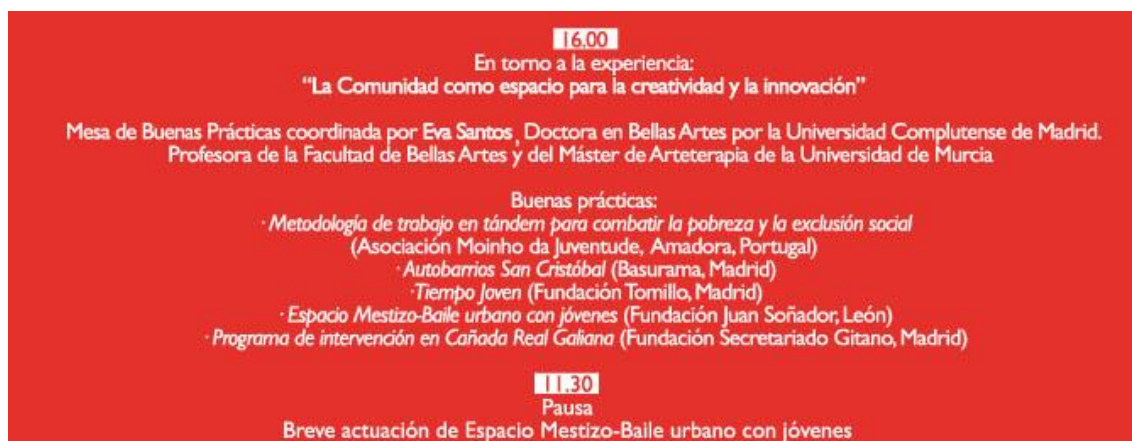 16.00
En torno a la experiencia:
“La Comunidad como espacio para la creatividad y la innovación”
Mesa de Buenas Prácticas coordinada por Eva Santos, Doctora en Bellas Artes por la Universidad Complutense de Madrid.
Profesora de la Facultad de Bellas Artes y del Máster de Arteterapia de la Universidad de Murcia
Buenas prácticas:
· Metodología de trabajo en tándem para combatir la pobreza y la exclusión social
(Asociación Moinho da Juventude, Amadora, Portugal)
· Autobarrios San Cristóbal (Basurama, Madrid)
·Tiempo Joven (Fundación Tomillo, Madrid)
· Espacio Mestizo-Baile urbano con jóvenes (Fundación Juan Soñador, León)
· Programa de intervención en Cañada Real Galiana (Fundación Secretariado Gitano, Madrid)
11.30
Pausa
Breve actuación de Espacio Mestizo-Baile urbano con jóvenes